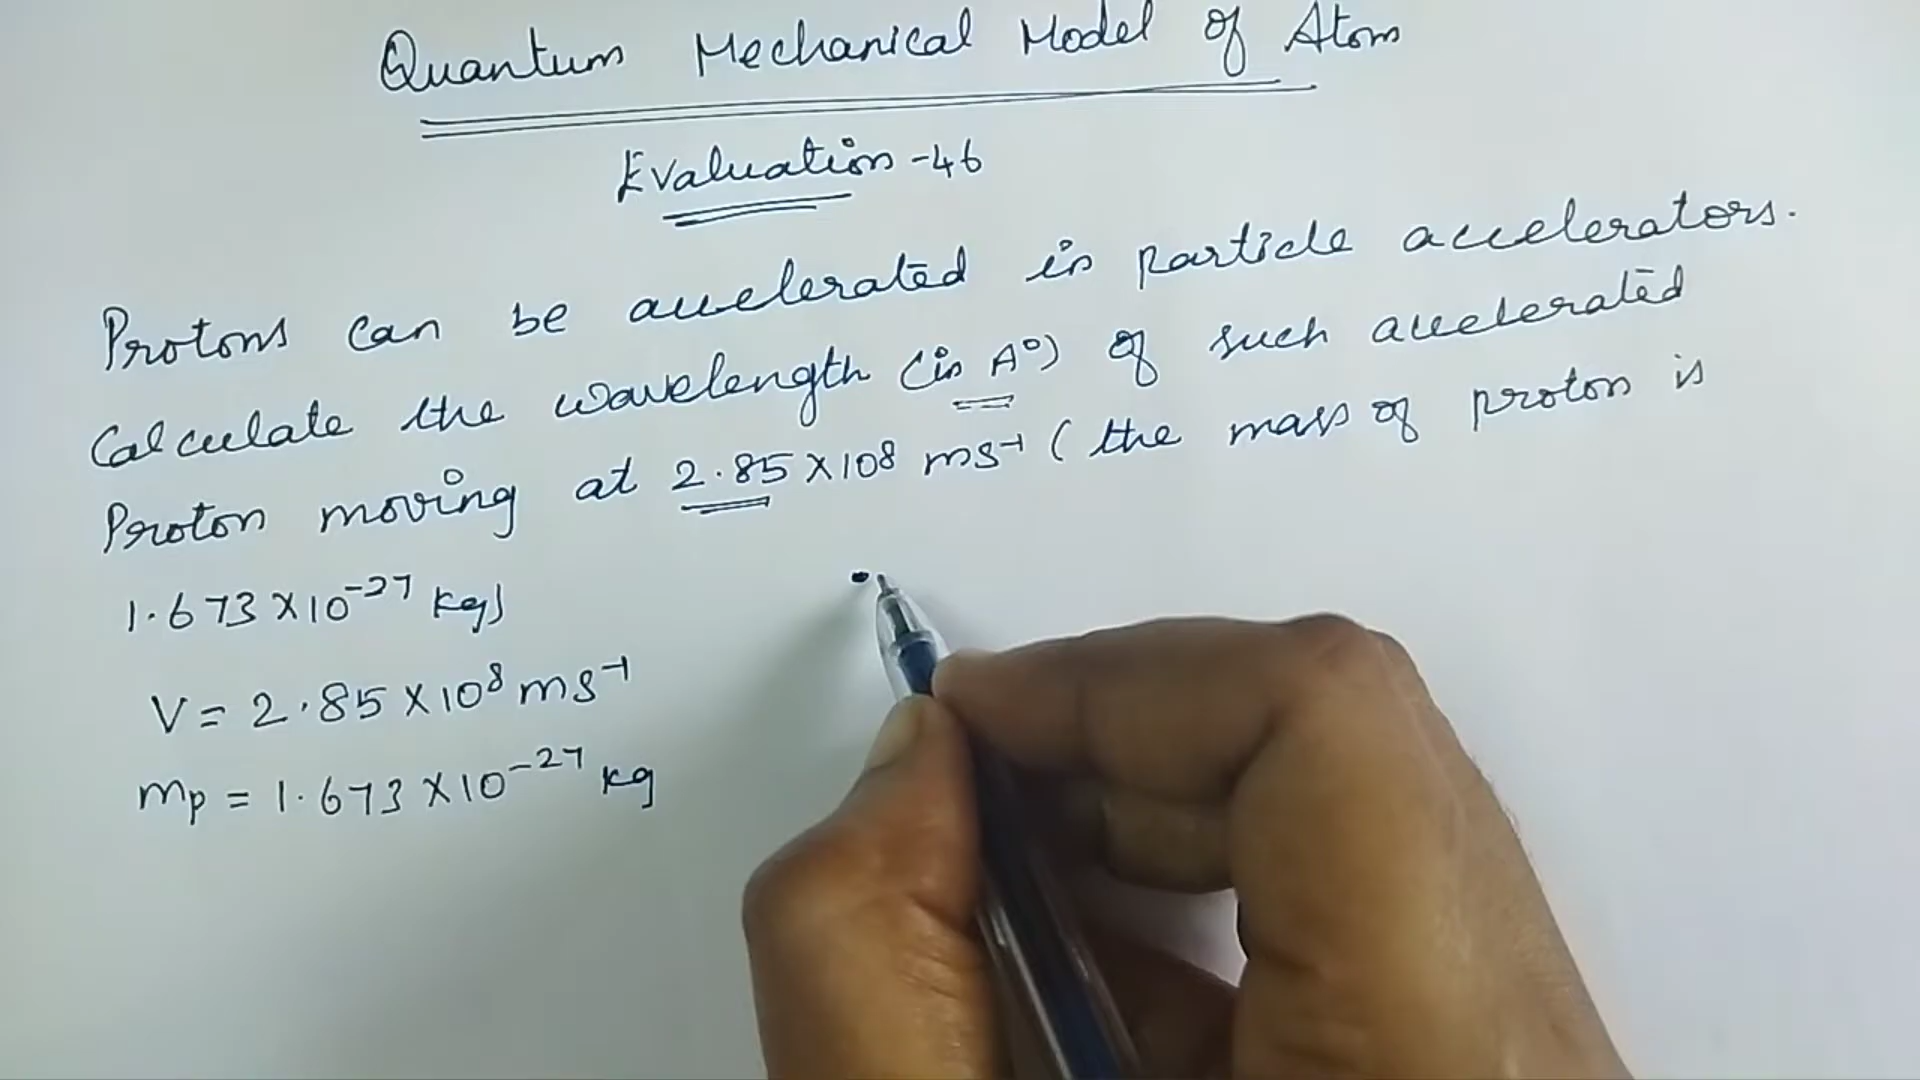 Quantum Mechanical Model of Atom
Evaluation-46
Protons can be accelerated in particle accelerators.
Calculate the wavelength (in A°) of such accelerated
Proton moving at 2.85×10⁸ ms⁻¹ (the mass of proton is
1.673×10⁻²⁷ kg)
V = 2.85×10⁸ ms⁻¹
mₚ = 1.673×10⁻²⁷ kg